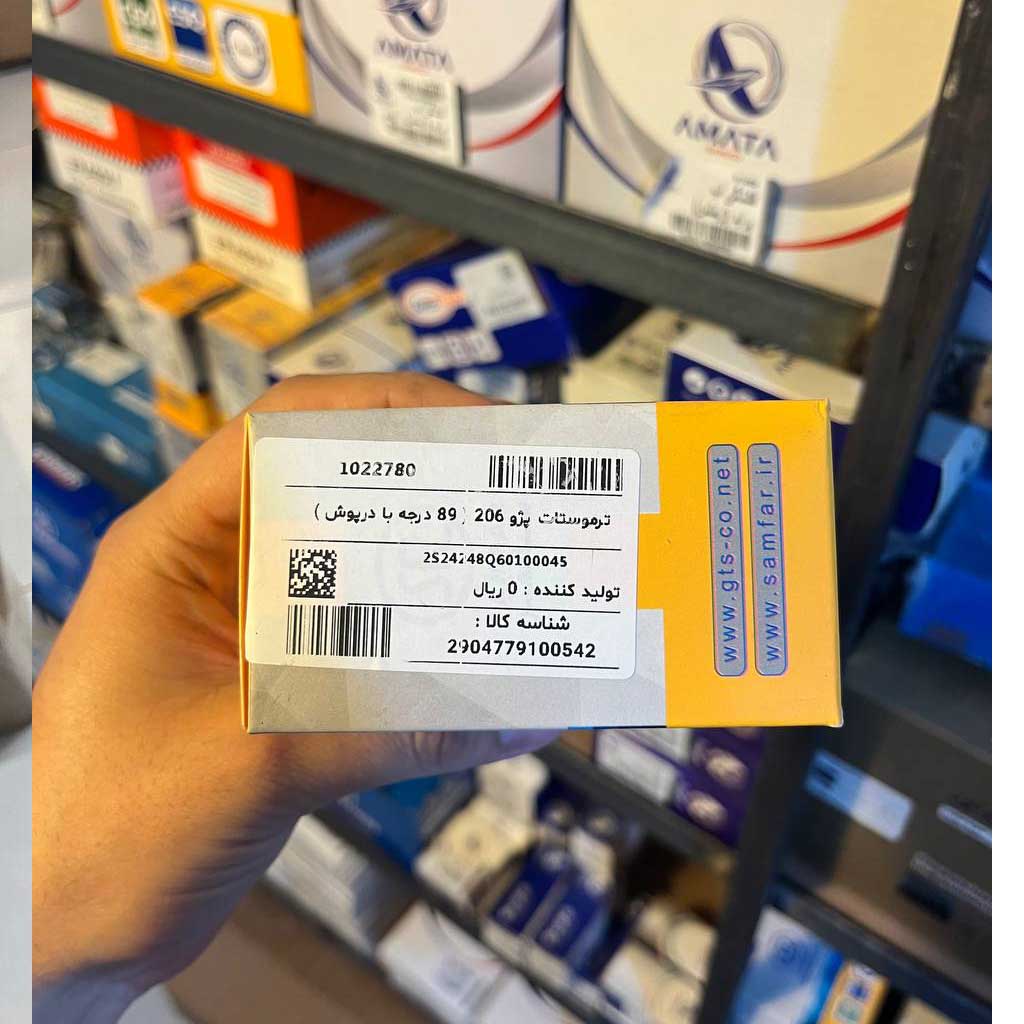 AMATA
AMATA
1022780
ترموستات پژو 206 ( 89 درجه با درپوش )
2S24248Q60100045
تولید کننده : 0 ریال
شناسه کالا :
2904779100542
www.gts-co.net
www.samfar.ir